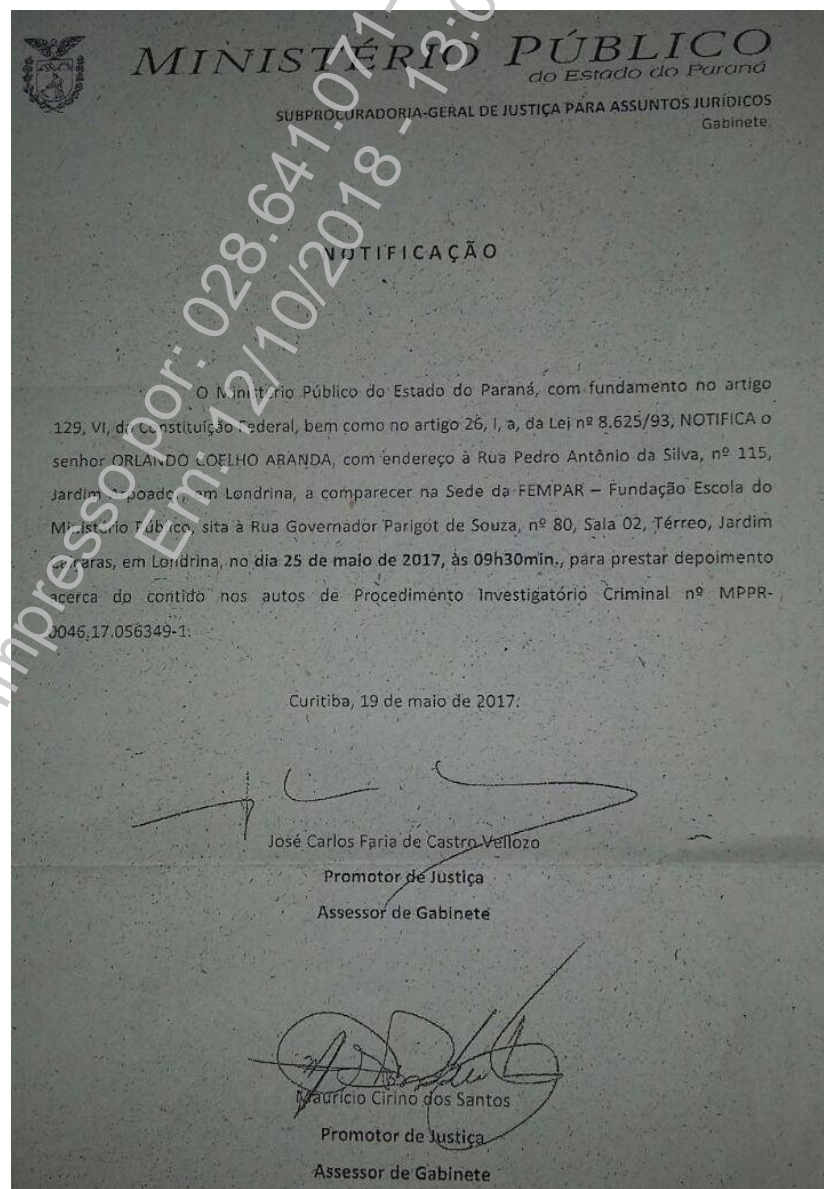 MINISTÉRIO PÚBLICO
do Estado do Paraná
SUBPROCURADORIA-GERAL DE JUSTIÇA PARA ASSUNTOS JURÍDICOS
Gabinete
NOTIFICAÇÃO
O Ministério Público do Estado do Paraná, com fundamento no artigo
129, VI, da Constituição Federal, bem como no artigo 26, I, a, da Lei nº 8.625/93, NOTIFICA o
senhor ORLANDO COELHO ARANDA, com endereço à Rua Pedro Antônio da Silva, nº 115,
Jardim Arpoador, em Londrina, a comparecer na Sede da FEMPAR – Fundação Escola do
Ministério Público, sita à Rua Governador Parigot de Souza, nº 80, Sala 02, Térreo, Jardim
em Londrina, no dia 25 de maio de 2017, às 09h30min., para prestar depoimento
acerca do contido nos autos de Procedimento Investigatório Criminal nº MPPR-
0046.17.056349-1.
Curitiba, 19 de maio de 2017.
José Carlos Faria de Castro Vellozo
Promotor de Justiça
Assessor de Gabinete
Mauricio Cirino dos Santos
Promotor de Justiça
Assessor de Gabinete
Impresso por: 028.641.071-
Em: 12/10/2018 - 13:0